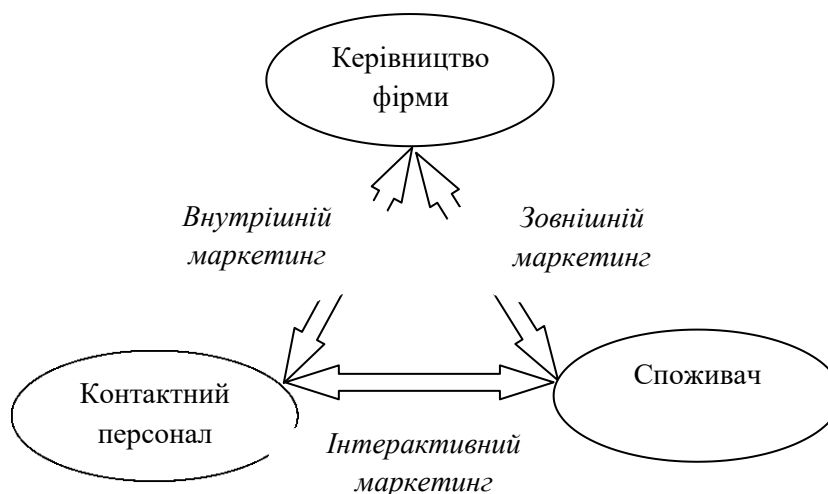 Керівництво
фірми
Внутрішній
маркетинг
Зовнішній
маркетинг
Контактний
персонал
Споживач
Інтерактивний
маркетинг